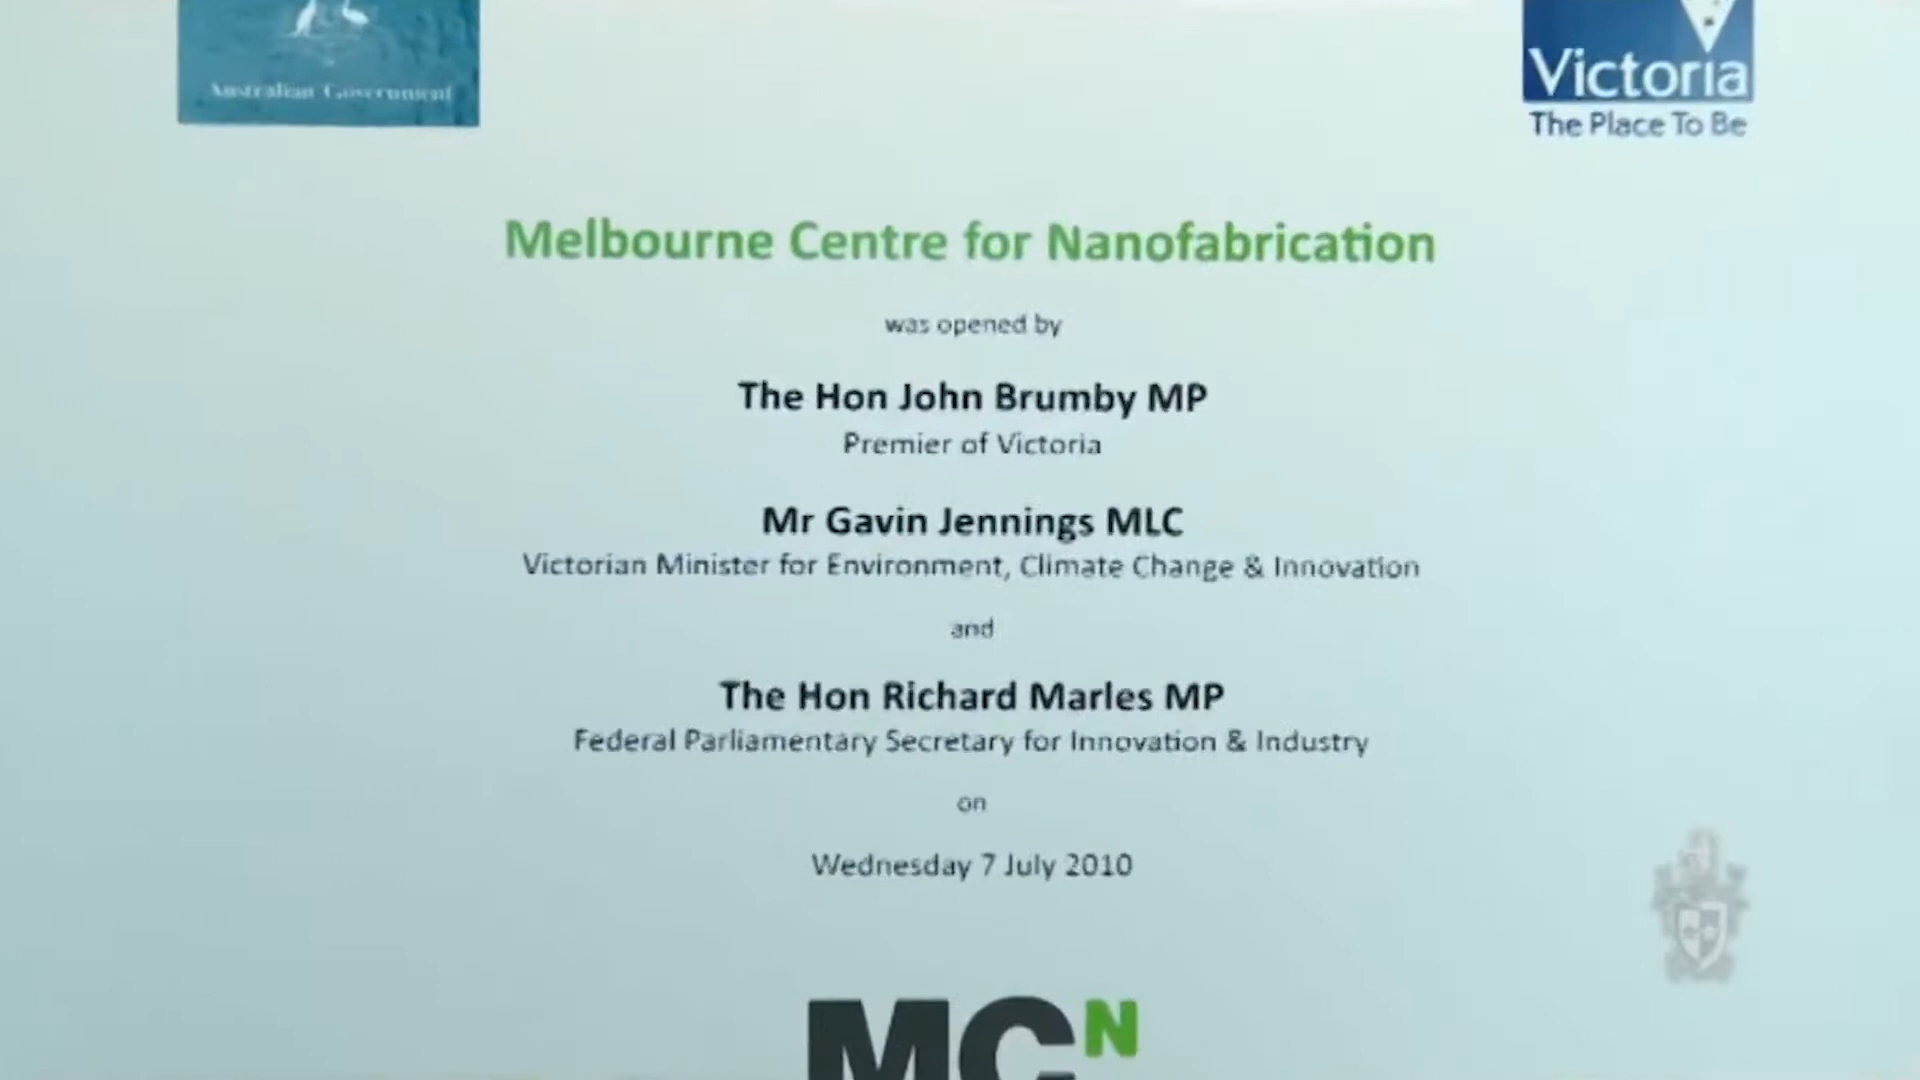 Australian Government
Victoria
The Place To Be
Melbourne Centre for Nanofabrication
was opened by
The Hon John Brumby MP
Premier of Victoria
Mr Gavin Jennings MLC
Victorian Minister for Environment, Climate Change & Innovation
and
The Hon Richard Marles MP
Federal Parliamentary Secretary for Innovation & Industry
on
Wednesday 7 July 2010
MCN